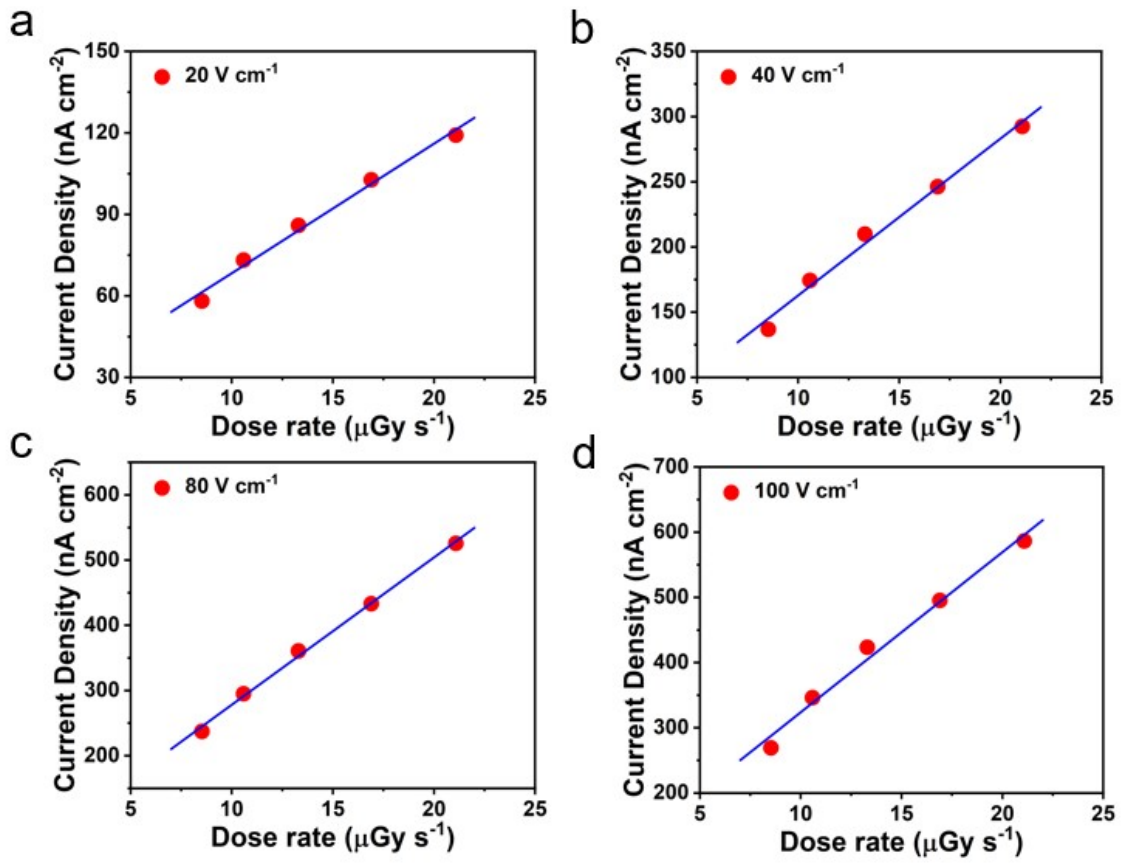 a
150
120
90
60
30
Current Density (nA cm⁻²)
20 V cm⁻¹
5 10 15 20 25
Dose rate (μGy s⁻¹)
b
350
300
250
200
150
100
Current Density (nA cm⁻²)
40 V cm⁻¹
5 10 15 20 25
Dose rate (μGy s⁻¹)
c
600
500
400
300
200
Current Density (nA cm⁻²)
80 V cm⁻¹
5 10 15 20 25
Dose rate (μGy s⁻¹)
d
700
600
500
400
300
200
Current Density (nA cm⁻²)
100 V cm⁻¹
5 10 15 20 25
Dose rate (μGy s⁻¹)